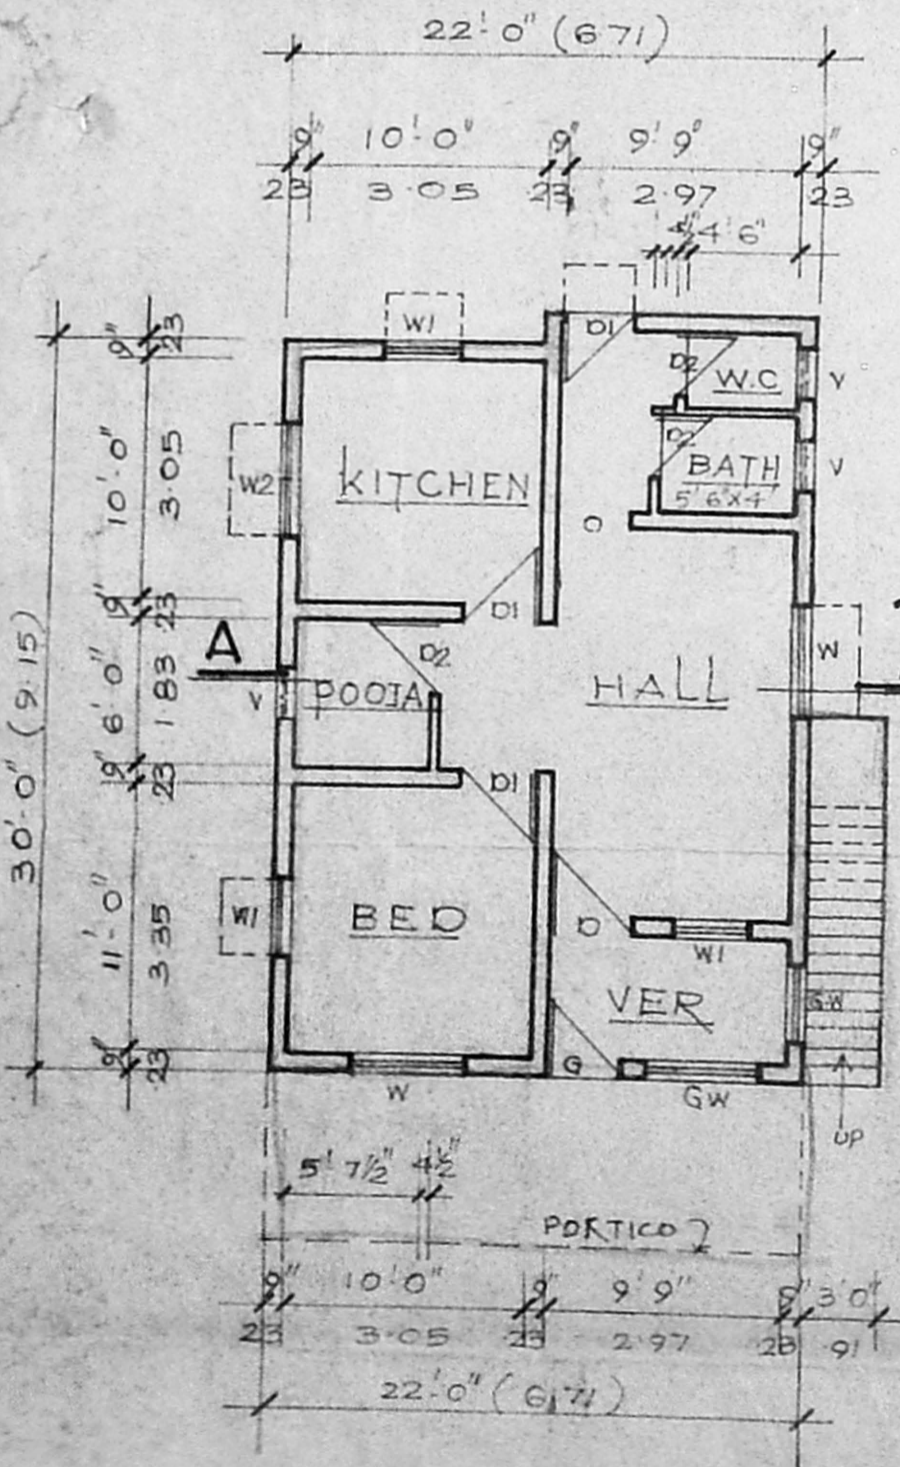 22'-0" (6.71)
9" 10'-0" 9" 9'-9" 9"
23 3.05 23 2.97 23
4½" 4'6"
W1 D1
9" 23
D2 W.C V
10'-0" 3.05
W2 KITCHEN
D2 BATH V
5'6"X4'
O
9" 23
D1
A D2 W
30'-0" (9.15)
6'-0" 1.83
V POOJA HALL
9" 23
D1
11'-0" 3.35
W1 BED D W1
VER G.W
9" 23
W G GW
UP
5'7½" 4½"
PORTICO
9" 10'-0" 9" 9'9" 9" 3'0"
23 3.05 23 2.97 23 .91
22'-0" (6.71)